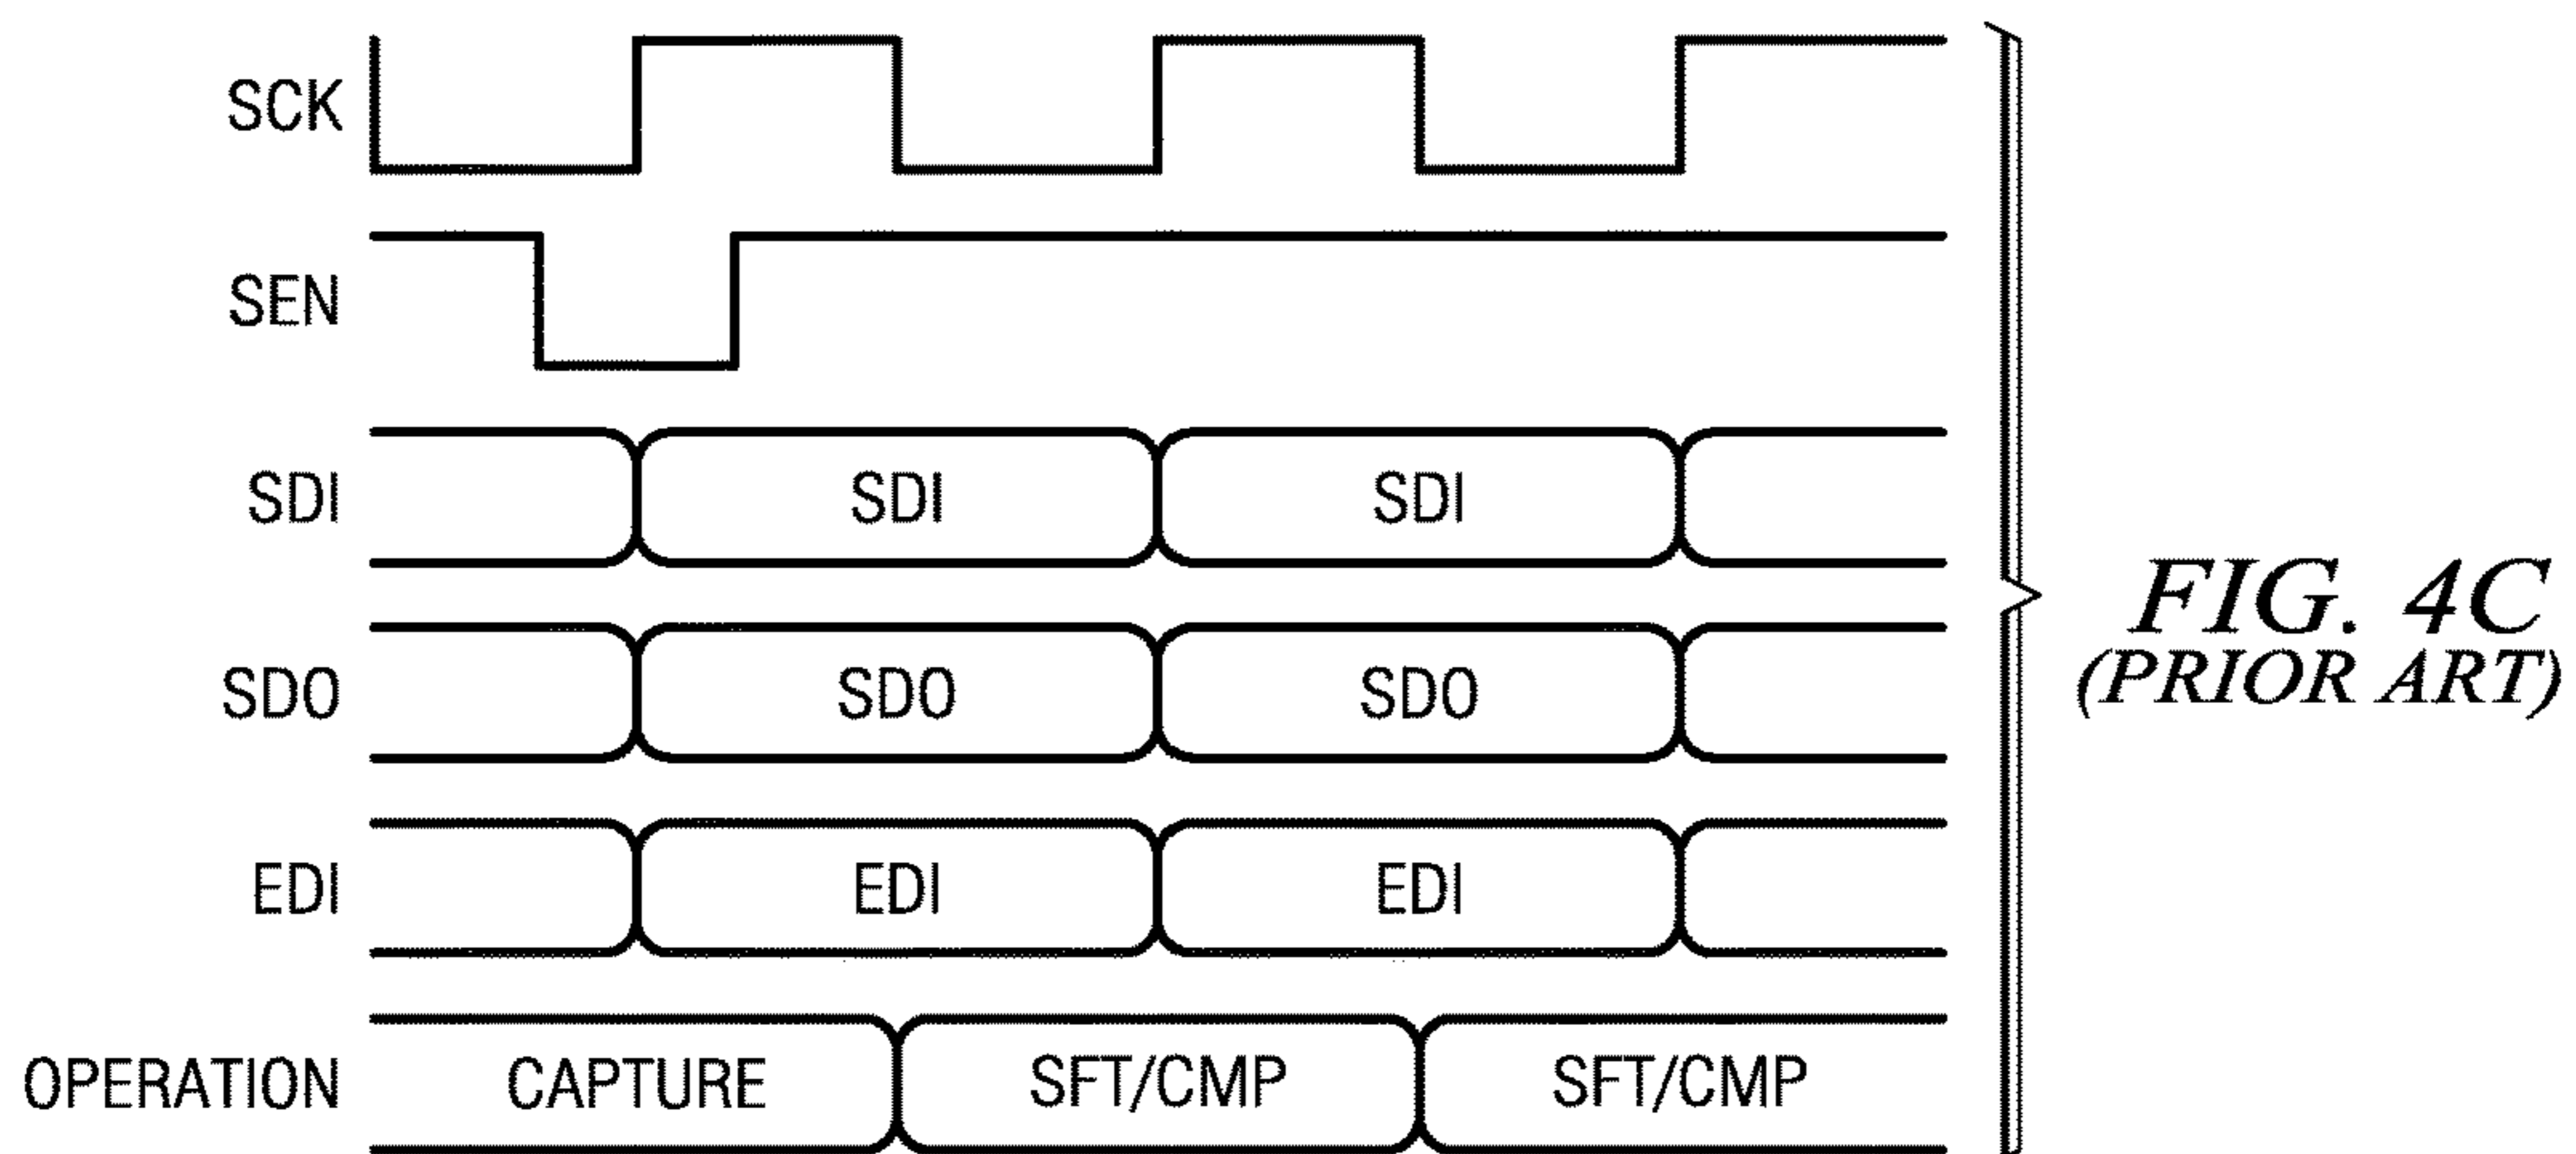 SCK
SEN
SDI SDI SDI
SDO SDO SDO
EDI EDI EDI
OPERATION CAPTURE SFT/CMP SFT/CMP
FIG. 4C
(PRIOR ART)